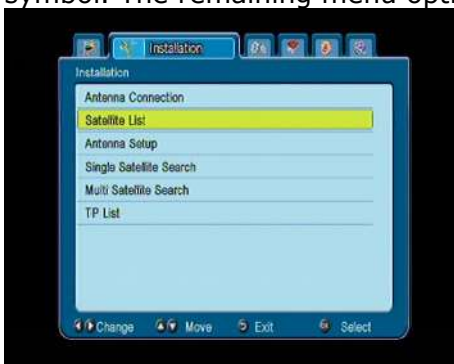 symbol. The remaining menu opti
Installation
Installation
Antenna Connection
Satellite List
Antenna Setup
Single Satellite Search
Multi Satellite Search
TP List
Change Move Exit Select